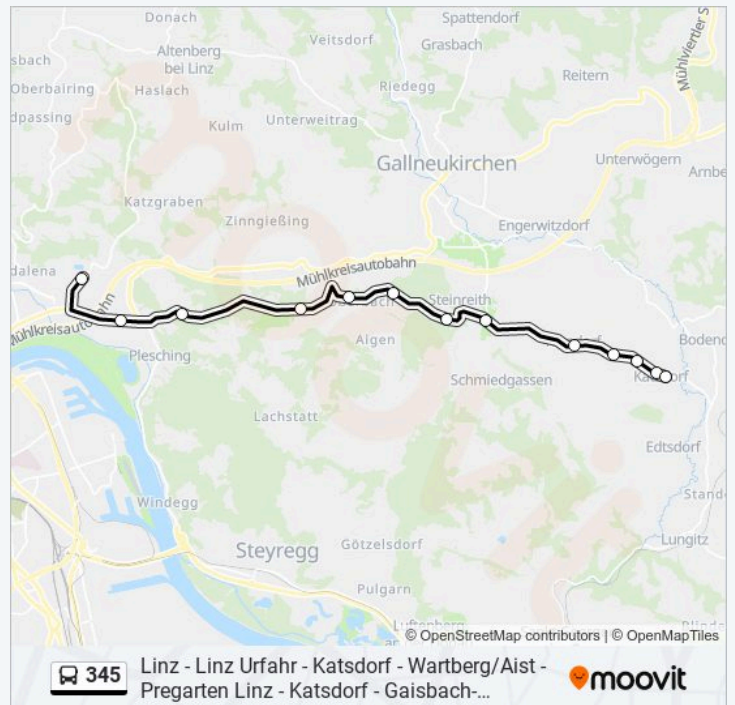 Donach
Spattendorf
Veitsdorf
Grasbach
Altenberg
bei Linz
sbach
Reitern
Mühlviertler S
Oberbairing
Haslach
Riedegg
dpassing
Kulm
Unterweitrag
Unterwögern
Gallneukirchen
Arnbe
Katzgraben
Zinngießing
Engerwitzdorf
dalena
Mühlkreisautobahn
Steinreith
Mühlkreisautobahn
Algen
Boden
Plesching
Schmiedgassen
Lachstatt
Edtsdorf
Windegg
Stand
Steyregg
Götzelsdorf
Lungitz
Pulgarn
© OpenStreetMap contributors | © OpenMapTiles
345
Linz - Linz Urfahr - Katsdorf - Wartberg/Aist -
Pregarten Linz - Katsdorf - Gaisbach-...
moovit